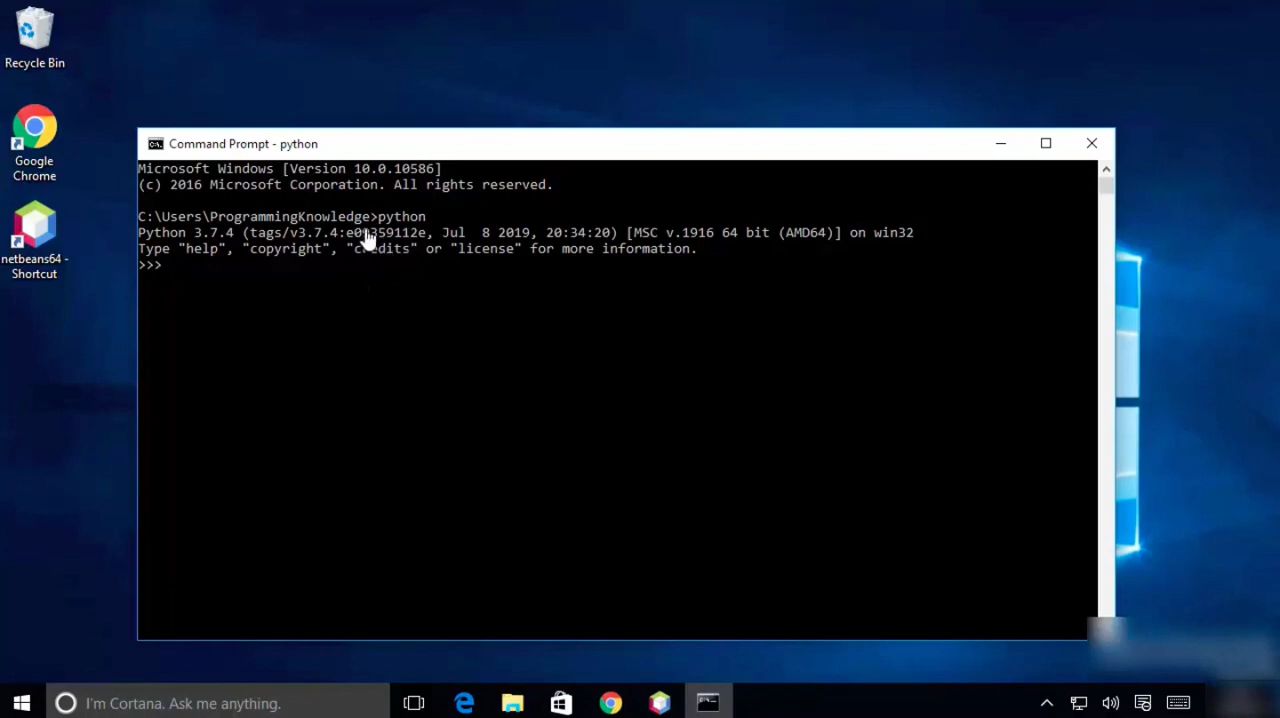 Recycle Bin
Google
Chrome
netbeans64 -
Shortcut
Command Prompt - python
Microsoft Windows [Version 10.0.10586]
(c) 2016 Microsoft Corporation. All rights reserved.
C:\Users\ProgrammingKnowledge>python
Python 3.7.4 (tags/v3.7.4:e09359112e, Jul  8 2019, 20:34:20) [MSC v.1916 64 bit (AMD64)] on win32
Type "help", "copyright", "credits" or "license" for more information.
>>>
I'm Cortana. Ask me anything.